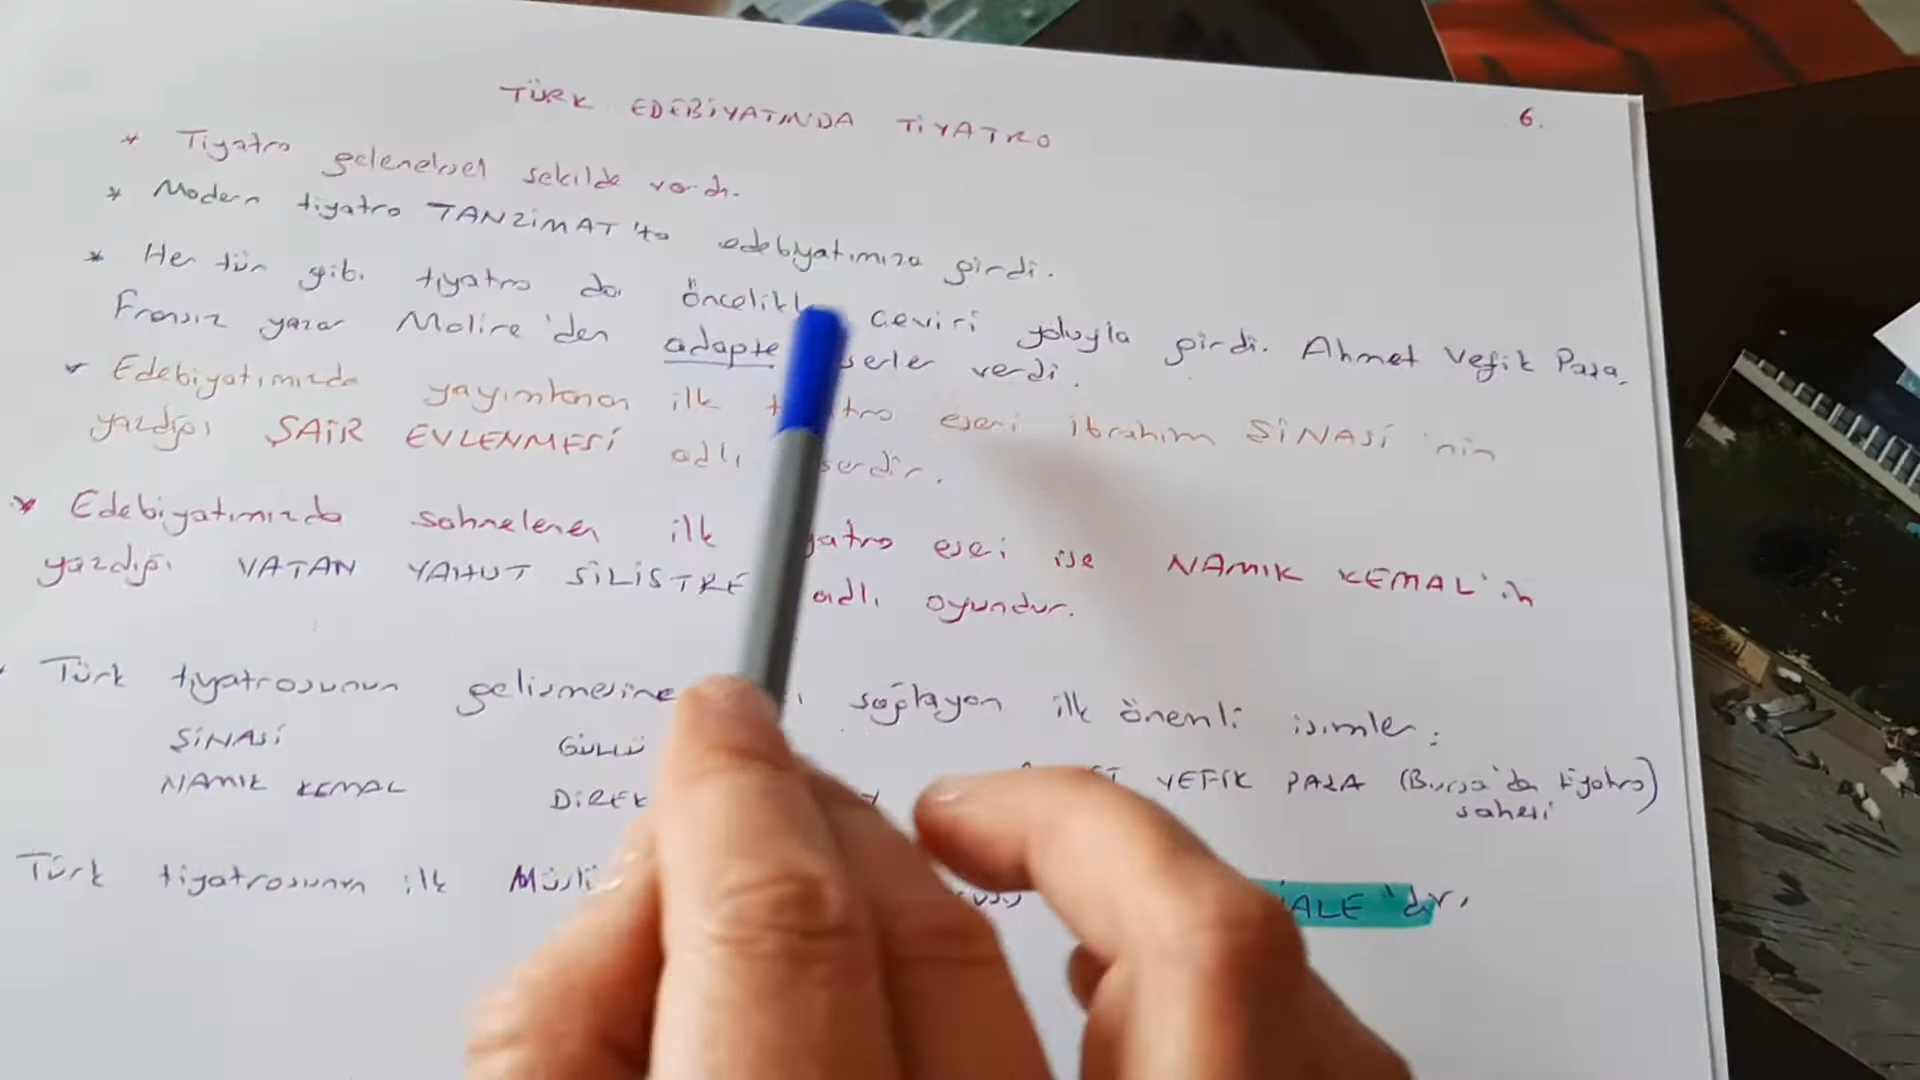 TÜRK EDEBİYATINDA TİYATRO
6.
* Tiyatro geleneksel şekilde vardı.
* Modern tiyatro TANZİMAT'ta edebiyatımıza girdi.
* Her tür gibi tiyatro da öncelikle çeviri yoluyla girdi. Ahmet Vefik Paşa,
Fransız yazar Molire'den adapte eserler verdi.
* Edebiyatımızda yayımlanan ilk tiyatro eseri ibrahim ŞİNASİ'nin
yazdığı ŞAİR EVLENMESİ adlı eserdir.
* Edebiyatımızda sahnelenen ilk tiyatro eseri ise NAMIK KEMAL'in
yazdığı VATAN YAHUT SİLİSTRE adlı oyundur.
Türk tiyatrosunun gelişmesine sağlayan ilk önemli isimler:
ŞİNASİ GÜLLÜ
NAMIK KEMAL VEFİK PAŞA (Bursa'da tiyatro)
sahesi
Türk tiyatrosunun ilk